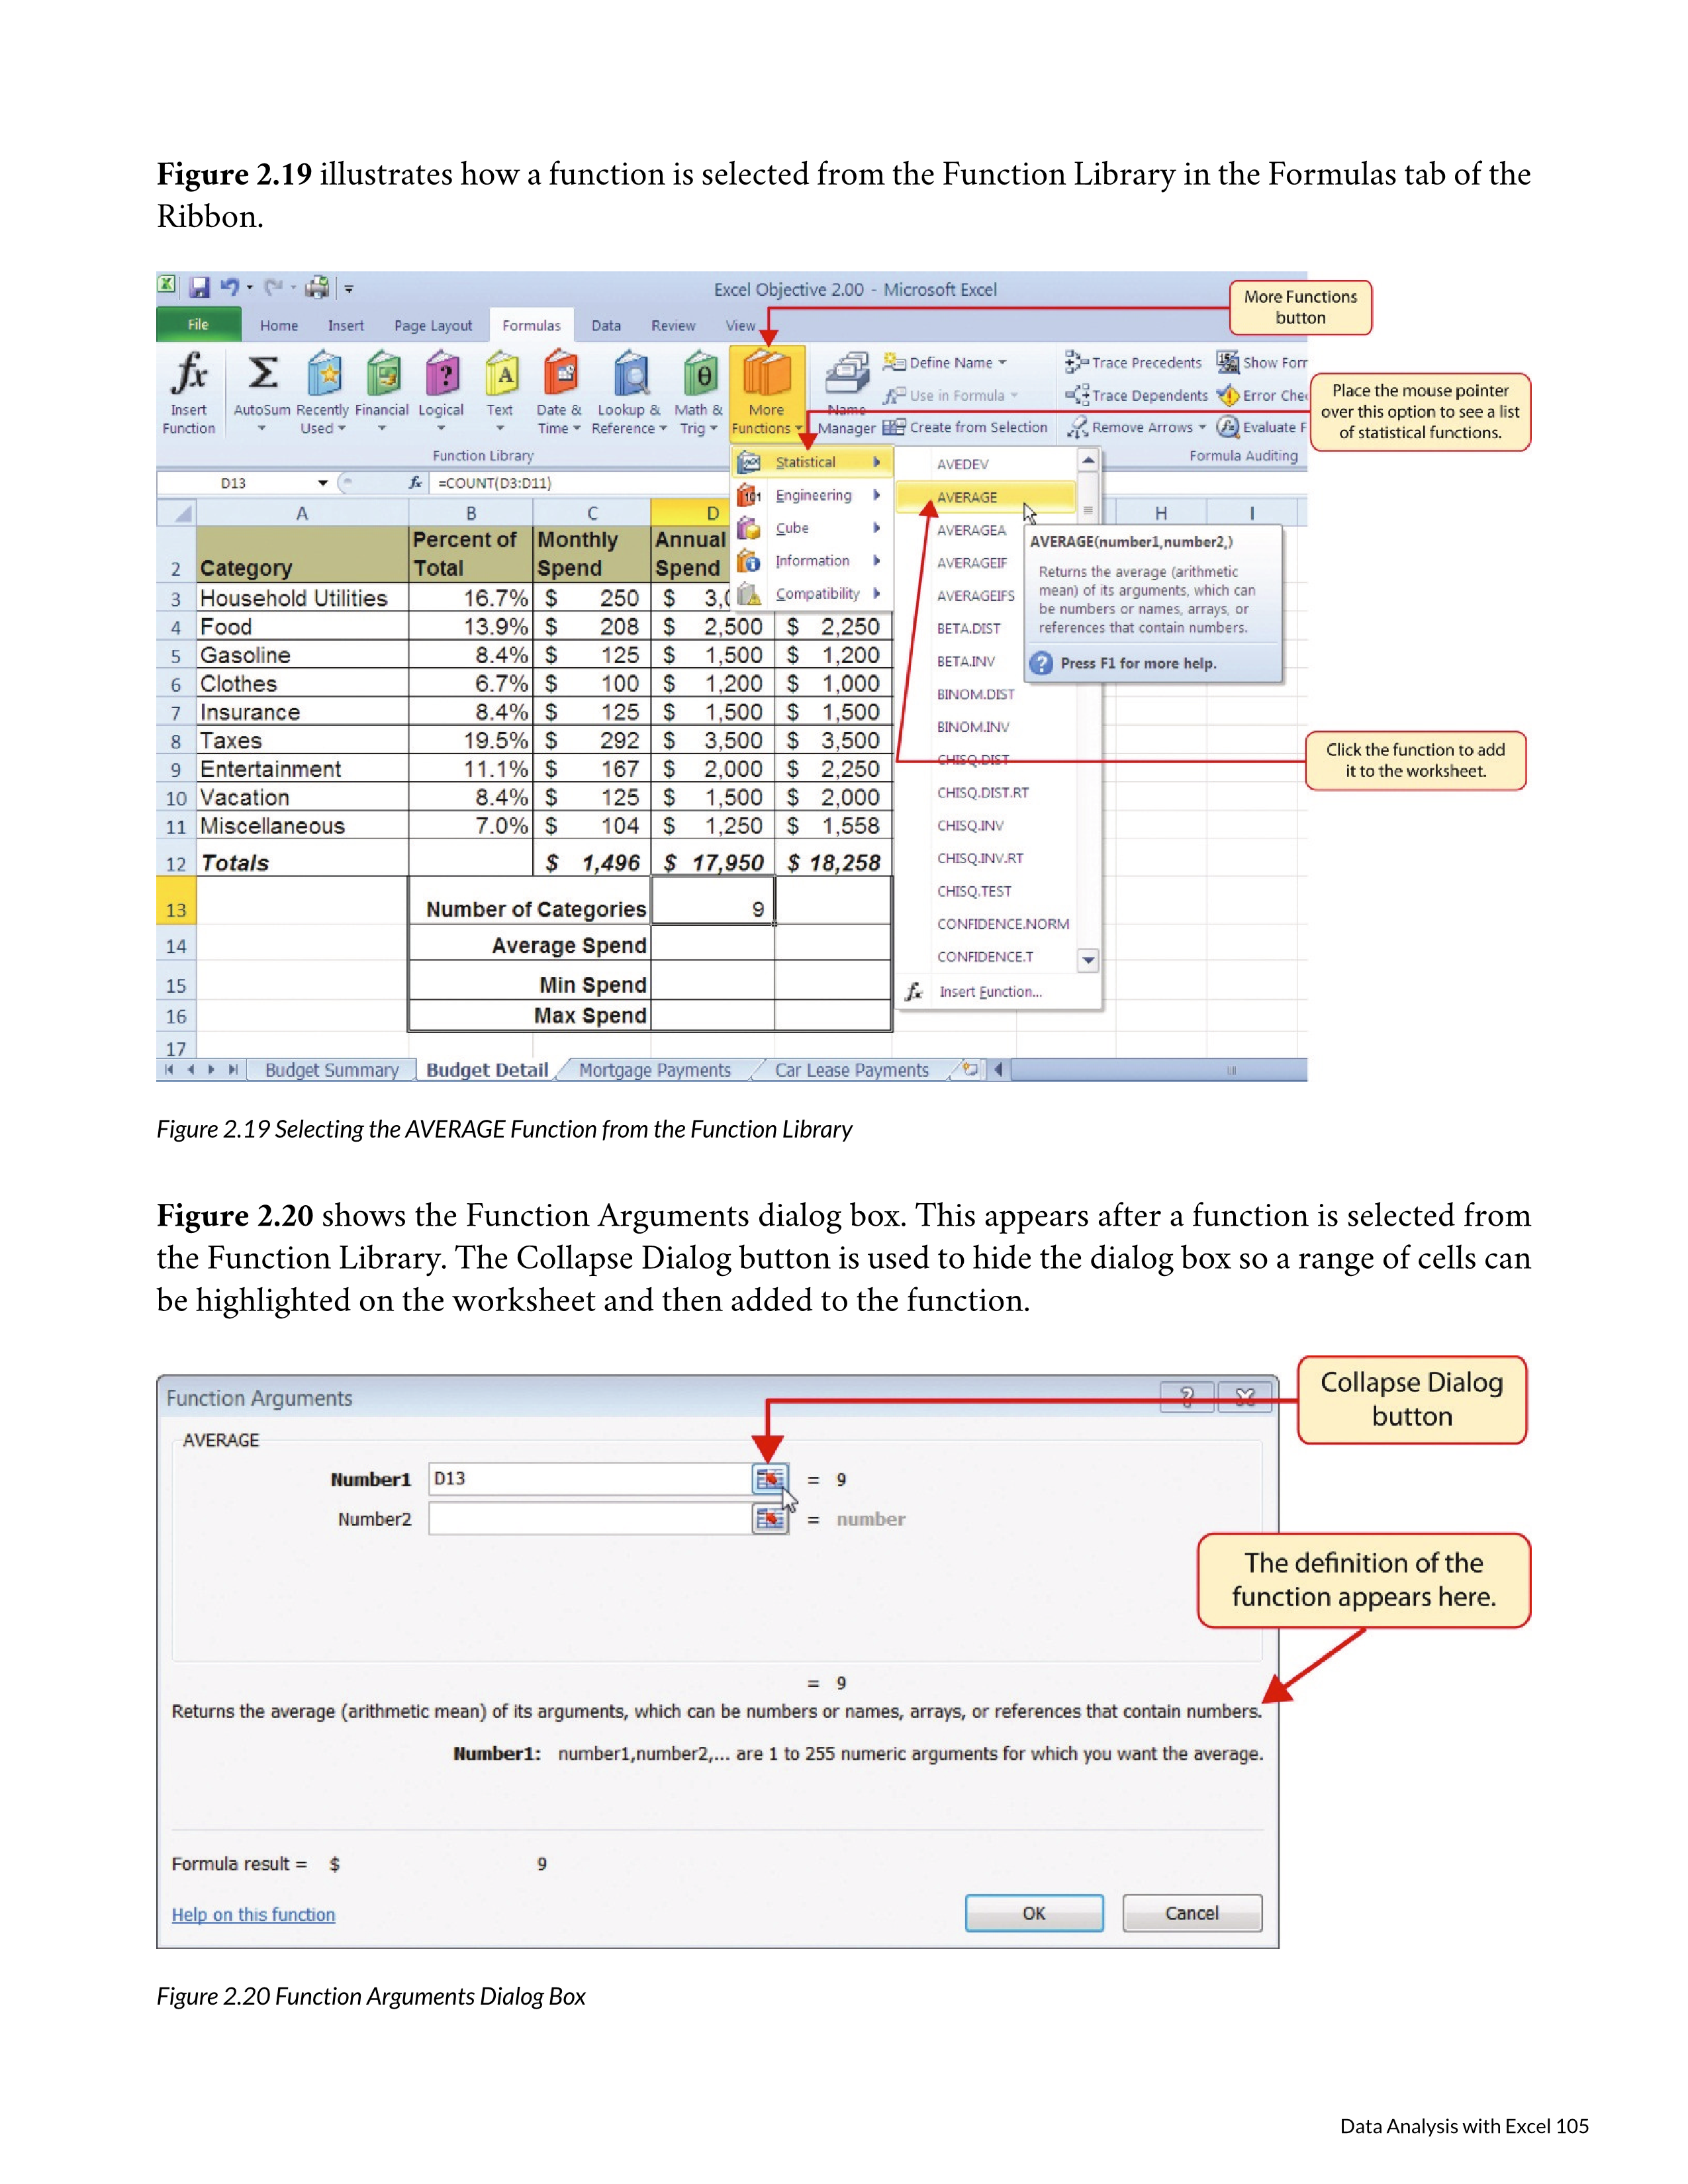 Figure 2.19 illustrates how a function is selected from the Function Library in the Formulas tab of the
Ribbon.
Excel Objective 2.00 - Microsoft Excel
More Functions
button
File Home Insert Page Layout Formulas Data Review View
Place the mouse pointer
over this option to see a list
of statistical functions.
fx Σ A ? θ
Insert
Function
AutoSum
Recently
Used
Financial
Logical
Text
Date &
Time
Lookup &
Reference
Math &
Trig
More
Functions
Name
Manager
Define Name
Use in Formula
Create from Selection
Trace Precedents
Trace Dependents
Remove Arrows
Show For
Error Che
Evaluate F
Function Library
Formula Auditing
D13 fx =COUNT(D3:D11)
Statistical
Engineering
Cube
Information
Compatibility
AVEDEV
AVERAGE
AVERAGEA
AVERAGEIF
AVERAGEIFS
BETA.DIST
BETA.INV
BINOM.DIST
BINOM.INV
CHISQ.DIST
CHISQ.DIST.RT
CHISQ.INV
CHISQ.INV.RT
CHISQ.TEST
CONFIDENCE.NORM
CONFIDENCE.T
fx Insert Function...
AVERAGE(number1,number2,)
Returns the average (arithmetic
mean) of its arguments, which can
be numbers or names, arrays, or
references that contain numbers.
Press F1 for more help.
Click the function to add
it to the worksheet.
A B C D H I
Percent of Monthly Annual
2 Category Total Spend Spend
3 Household Utilities 16.7% $ 250 $ 3,0
4 Food 13.9% $ 208 $ 2,500 $ 2,250
5 Gasoline 8.4% $ 125 $ 1,500 $ 1,200
6 Clothes 6.7% $ 100 $ 1,200 $ 1,000
7 Insurance 8.4% $ 125 $ 1,500 $ 1,500
8 Taxes 19.5% $ 292 $ 3,500 $ 3,500
9 Entertainment 11.1% $ 167 $ 2,000 $ 2,250
10 Vacation 8.4% $ 125 $ 1,500 $ 2,000
11 Miscellaneous 7.0% $ 104 $ 1,250 $ 1,558
12 Totals $ 1,496 $ 17,950 $ 18,258
13 Number of Categories 9
14 Average Spend
15 Min Spend
16 Max Spend
17
Budget Summary Budget Detail Mortgage Payments Car Lease Payments
Figure 2.19 Selecting the AVERAGE Function from the Function Library
Figure 2.20 shows the Function Arguments dialog box. This appears after a function is selected from
the Function Library. The Collapse Dialog button is used to hide the dialog box so a range of cells can
be highlighted on the worksheet and then added to the function.
Collapse Dialog
button
Function Arguments
AVERAGE
Number1 D13 = 9
Number2 = number
The definition of the
function appears here.
= 9
Returns the average (arithmetic mean) of its arguments, which can be numbers or names, arrays, or references that contain numbers.
Number1: number1,number2,... are 1 to 255 numeric arguments for which you want the average.
Formula result = $ 9
Help on this function
OK Cancel
Figure 2.20 Function Arguments Dialog Box
Data Analysis with Excel 105